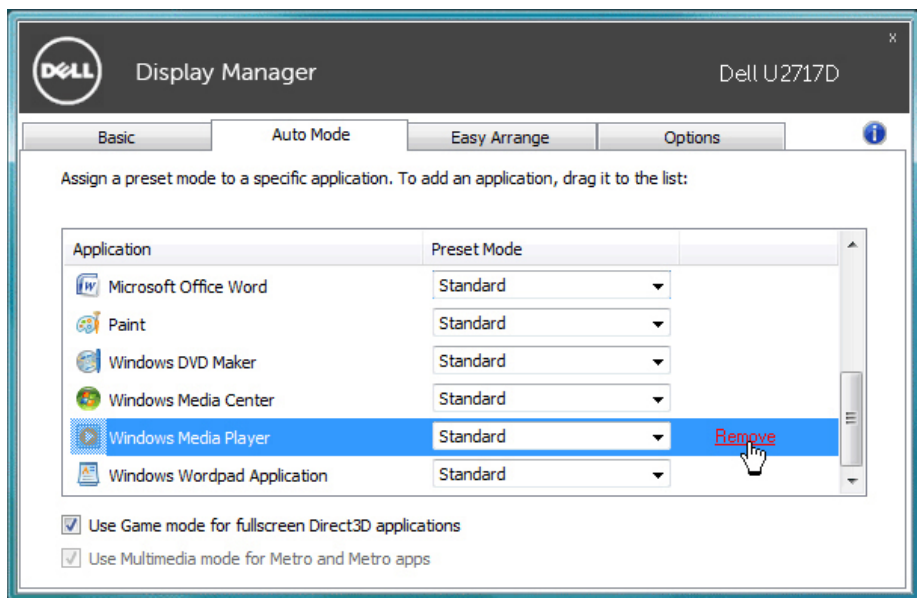 x
DELL Display Manager Dell U2717D
Basic Auto Mode Easy Arrange Options i
Assign a preset mode to a specific application. To add an application, drag it to the list:
Application Preset Mode
W Microsoft Office Word Standard
Paint Standard
Windows DVD Maker Standard
Windows Media Center Standard
Windows Media Player Standard Remove
Windows Wordpad Application Standard
Use Game mode for fullscreen Direct3D applications
Use Multimedia mode for Metro and Metro apps